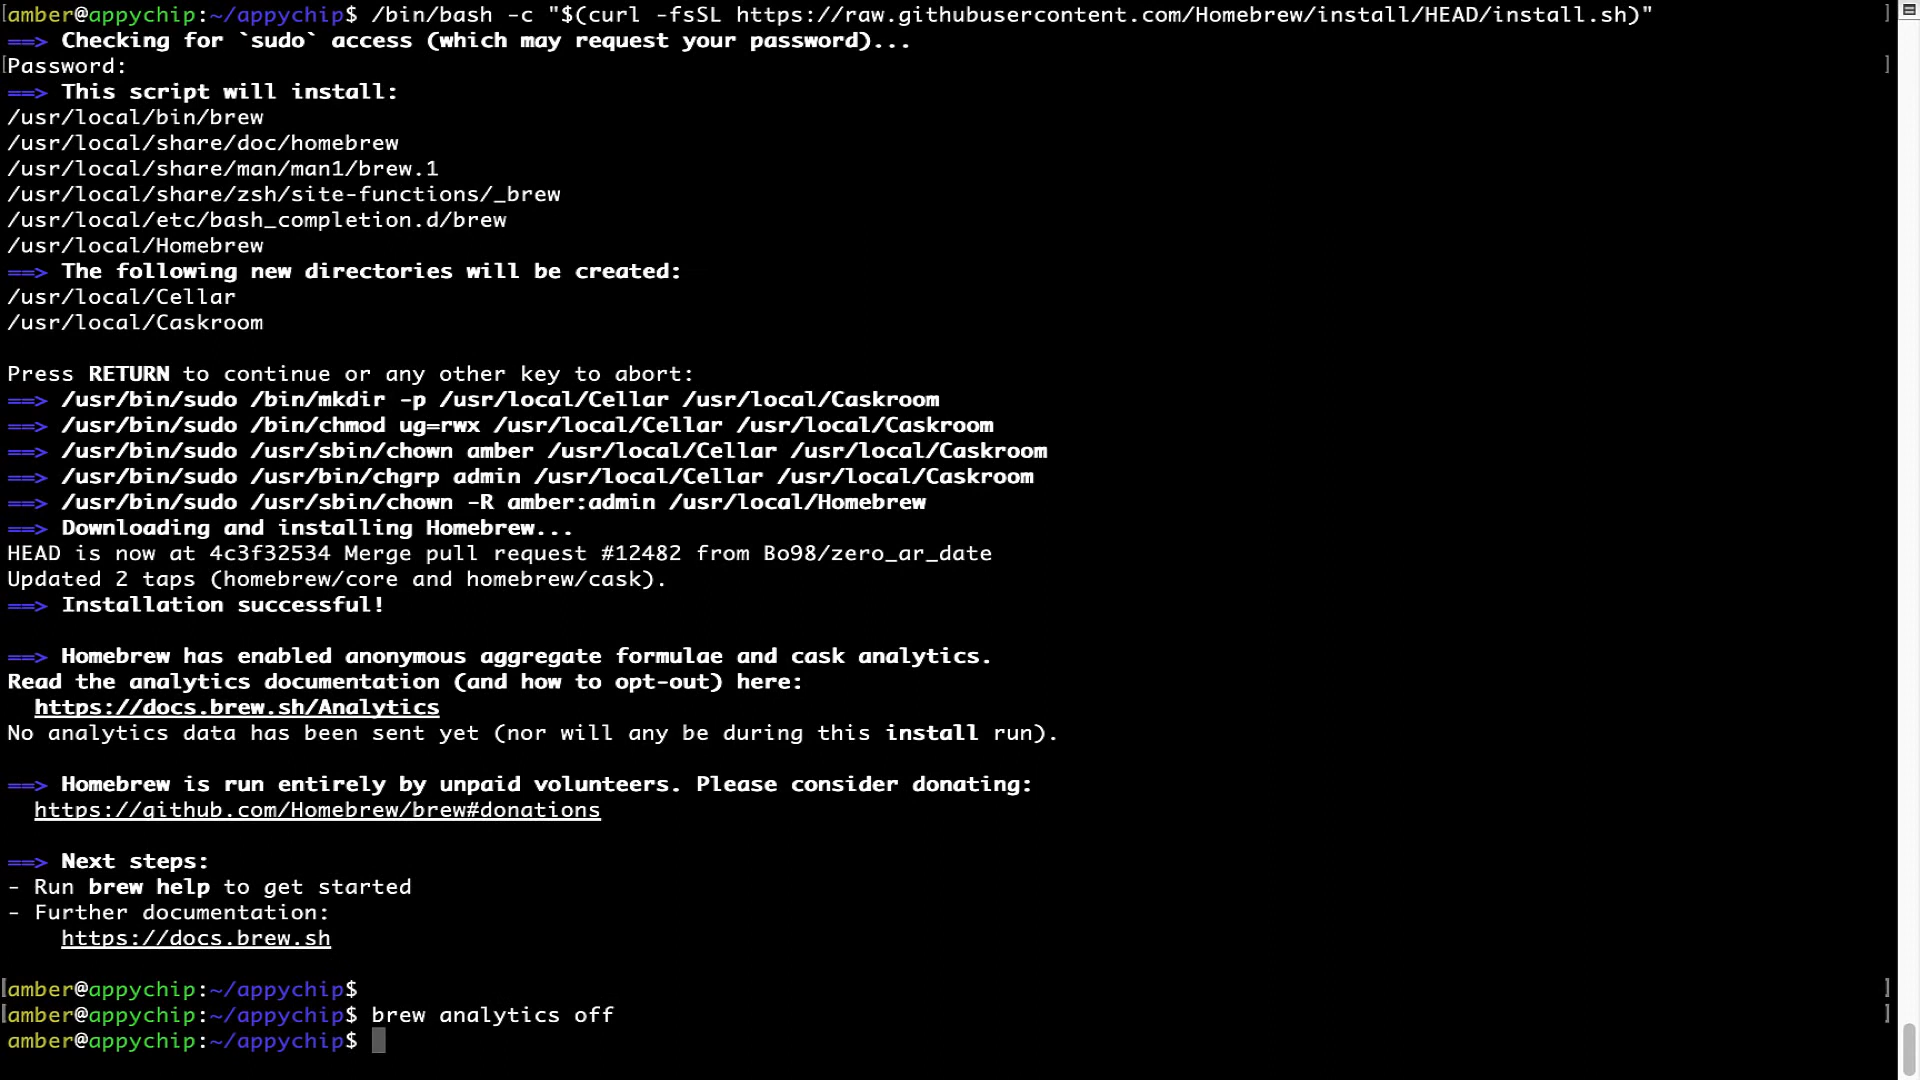 amber@appychip:~/appychip$ /bin/bash -c "$(curl -fsSL https://raw.githubusercontent.com/Homebrew/install/HEAD/install.sh)"
==> Checking for `sudo` access (which may request your password)...
Password:
==> This script will install:
/usr/local/bin/brew
/usr/local/share/doc/homebrew
/usr/local/share/man/man1/brew.1
/usr/local/share/zsh/site-functions/_brew
/usr/local/etc/bash_completion.d/brew
/usr/local/Homebrew
==> The following new directories will be created:
/usr/local/Cellar
/usr/local/Caskroom

Press RETURN to continue or any other key to abort:
==> /usr/bin/sudo /bin/mkdir -p /usr/local/Cellar /usr/local/Caskroom
==> /usr/bin/sudo /bin/chmod ug=rwx /usr/local/Cellar /usr/local/Caskroom
==> /usr/bin/sudo /usr/sbin/chown amber /usr/local/Cellar /usr/local/Caskroom
==> /usr/bin/sudo /usr/bin/chgrp admin /usr/local/Cellar /usr/local/Caskroom
==> /usr/bin/sudo /usr/sbin/chown -R amber:admin /usr/local/Homebrew
==> Downloading and installing Homebrew...
HEAD is now at 4c3f32534 Merge pull request #12482 from Bo98/zero_ar_date
Updated 2 taps (homebrew/core and homebrew/cask).
==> Installation successful!

==> Homebrew has enabled anonymous aggregate formulae and cask analytics.
Read the analytics documentation (and how to opt-out) here:
  https://docs.brew.sh/Analytics
No analytics data has been sent yet (nor will any be during this install run).

==> Homebrew is run entirely by unpaid volunteers. Please consider donating:
  https://github.com/Homebrew/brew#donations

==> Next steps:
- Run brew help to get started
- Further documentation:
    https://docs.brew.sh

amber@appychip:~/appychip$
amber@appychip:~/appychip$ brew analytics off
amber@appychip:~/appychip$